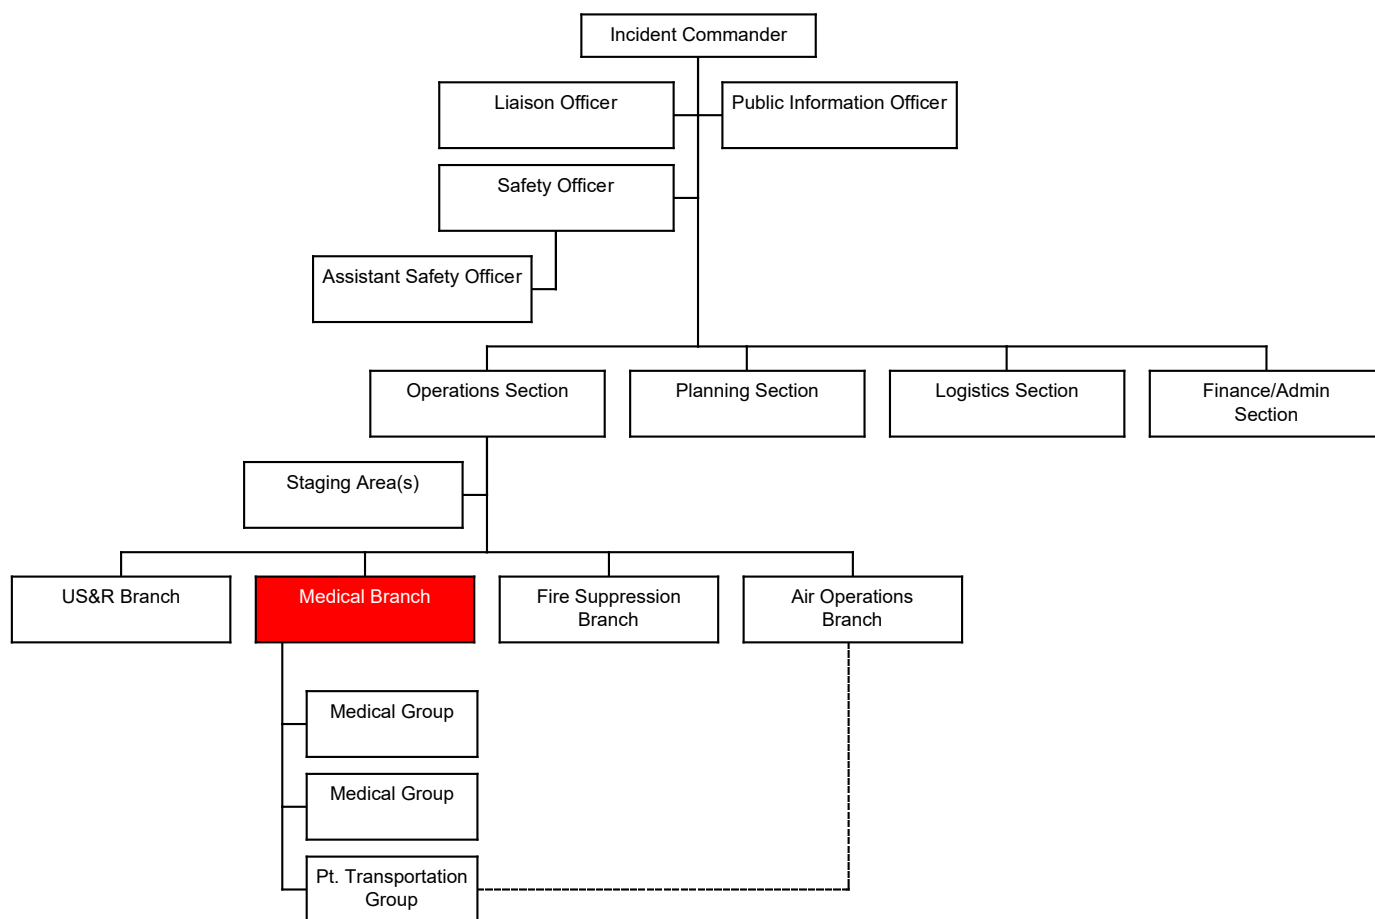 Incident Commander
Liaison Officer
Public Information Officer
Safety Officer
Assistant Safety Officer
Operations Section
Planning Section
Logistics Section
Finance/Admin
Section
Staging Area(s)
US&R Branch
Medical Branch
Fire Suppression
Branch
Air Operations
Branch
Medical Group
Medical Group
Pt. Transportation
Group